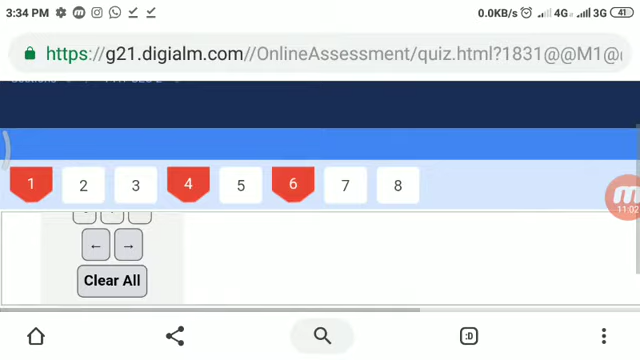 3:34 PM 0.0KB/s 4G 3G 41
https://g21.digialm.com//OnlineAssessment/quiz.html?1831@@M1@
1 2 3 4 5 6 7 8
11:02
← →
Clear All
:D